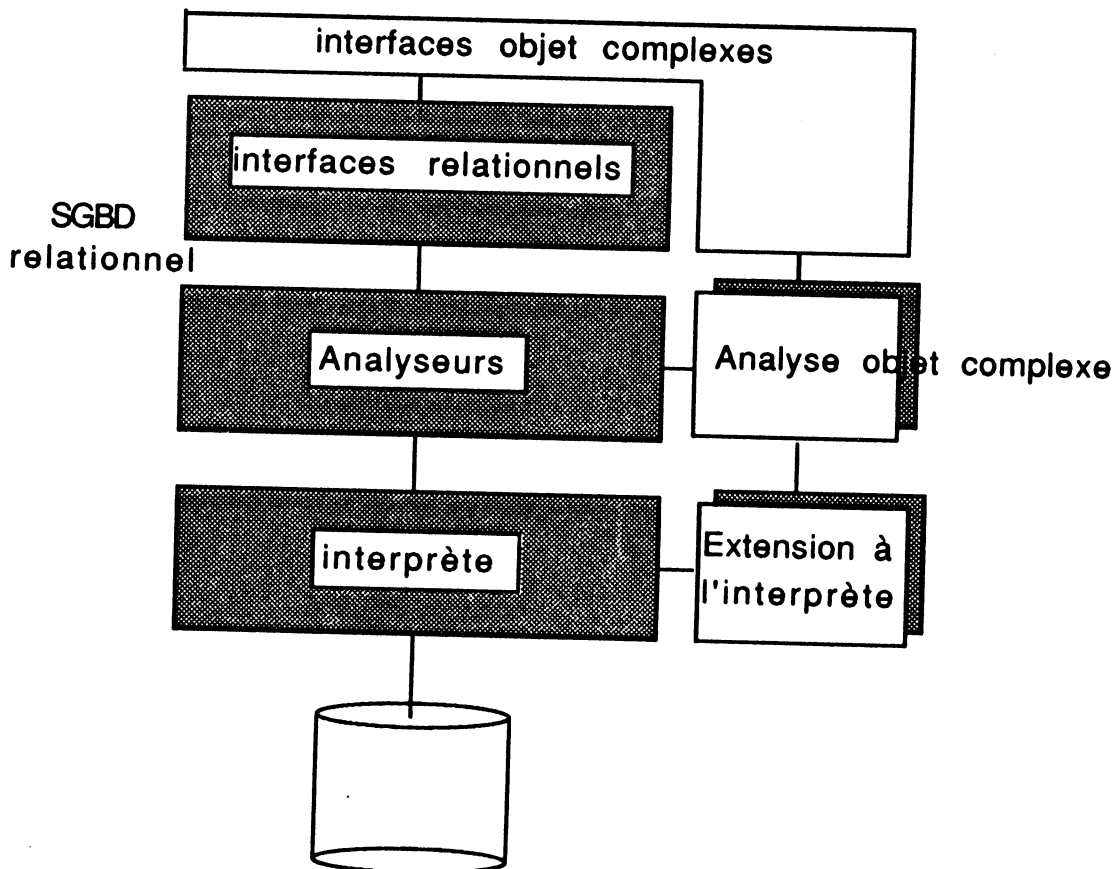 interfaces objet complexes
interfaces relationnels
SGBD
relationnel
Analyseurs
Analyse objet complexe
interprète
Extension à
l'interprète